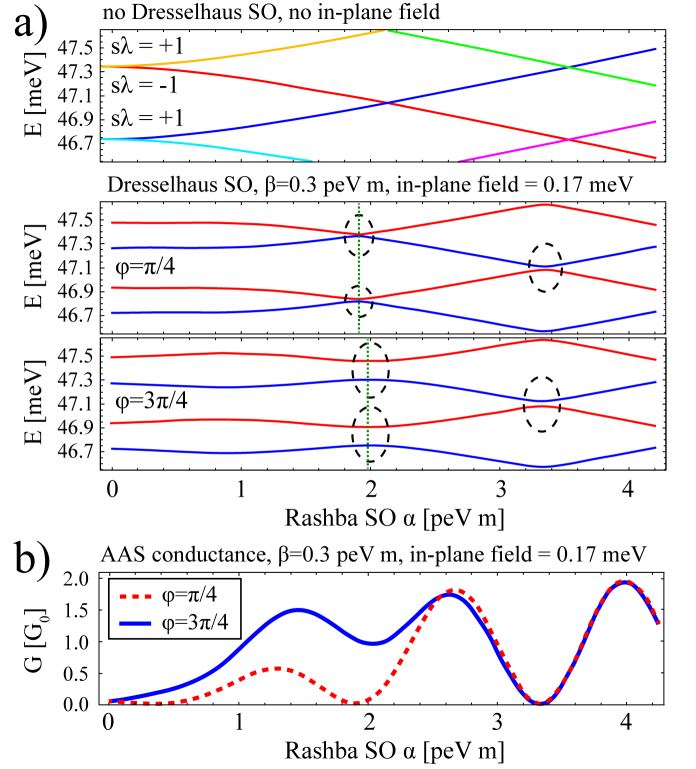 a)
no Dresselhaus SO, no in-plane field
E [meV]
47.5
47.3
47.1
46.9
46.7
sλ = +1
sλ = -1
sλ = +1
Dresselhaus SO, β=0.3 peV m, in-plane field = 0.17 meV
E [meV]
47.5
47.3
47.1
46.9
46.7
φ=π/4
E [meV]
47.5
47.3
47.1
46.9
46.7
φ=3π/4
0 1 2 3 4
Rashba SO α [peV m]
b)
AAS conductance, β=0.3 peV m, in-plane field = 0.17 meV
G [G₀]
2.0
1.5
1.0
0.5
0.0
φ=π/4
φ=3π/4
0 1 2 3 4
Rashba SO α [peV m]